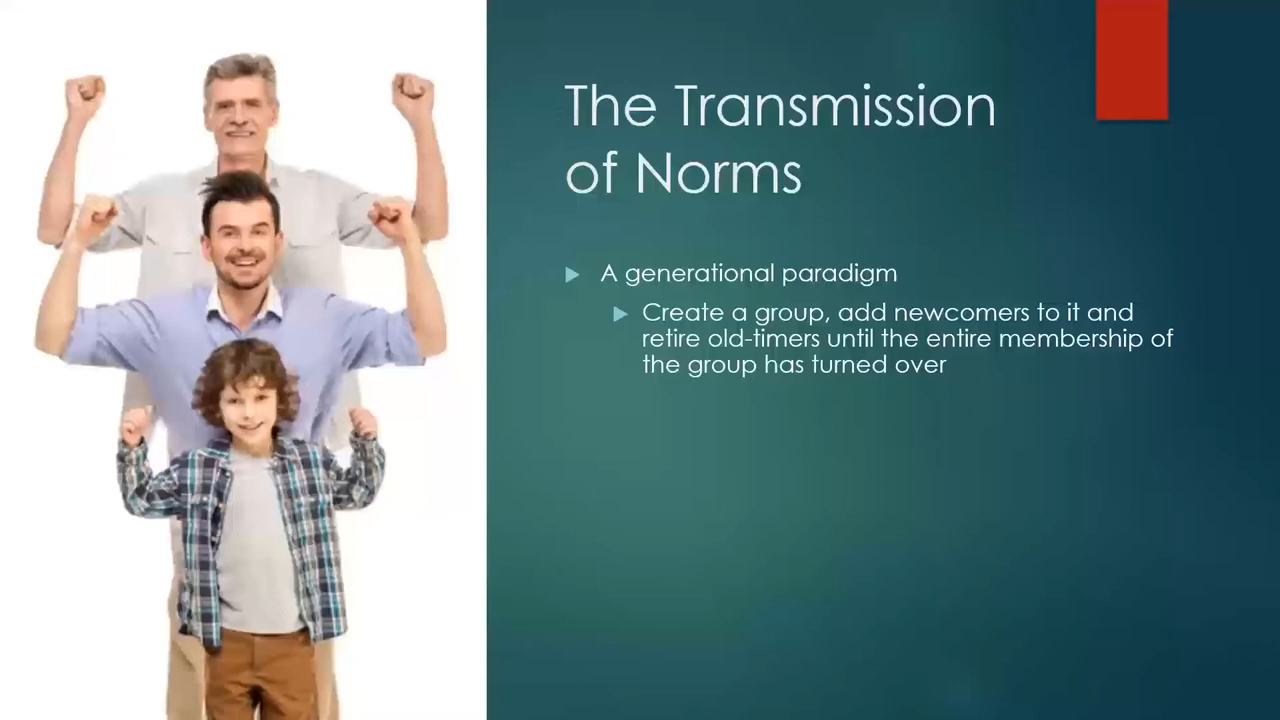 The Transmission
of Norms
A generational paradigm
Create a group, add newcomers to it and
retire old-timers until the entire membership of
the group has turned over